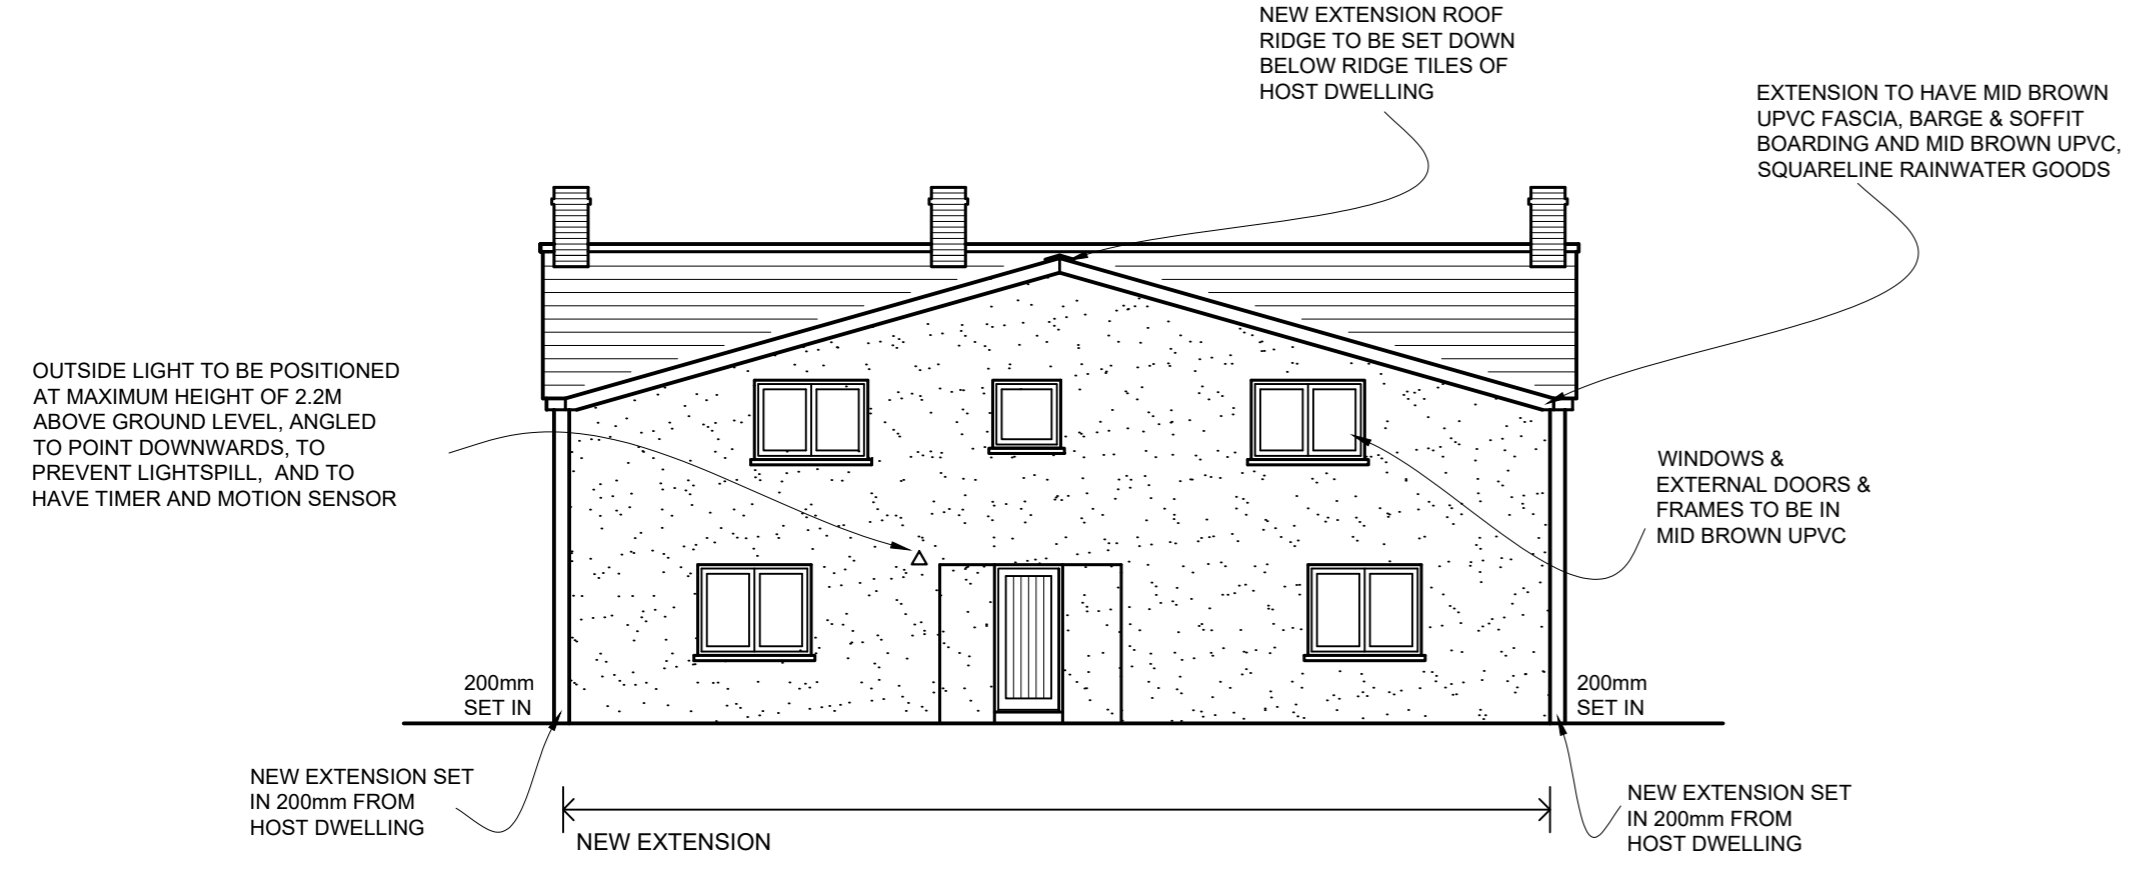 NEW EXTENSION ROOF
RIDGE TO BE SET DOWN
BELOW RIDGE TILES OF
HOST DWELLING
EXTENSION TO HAVE MID BROWN
UPVC FASCIA, BARGE & SOFFIT
BOARDING AND MID BROWN UPVC,
SQUARELINE RAINWATER GOODS
OUTSIDE LIGHT TO BE POSITIONED
AT MAXIMUM HEIGHT OF 2.2M
ABOVE GROUND LEVEL, ANGLED
TO POINT DOWNWARDS, TO
PREVENT LIGHTSPILL, AND TO
HAVE TIMER AND MOTION SENSOR
WINDOWS &
EXTERNAL DOORS &
FRAMES TO BE IN
MID BROWN UPVC
200mm
SET IN
200mm
SET IN
NEW EXTENSION SET
IN 200mm FROM
HOST DWELLING
NEW EXTENSION
NEW EXTENSION SET
IN 200mm FROM
HOST DWELLING